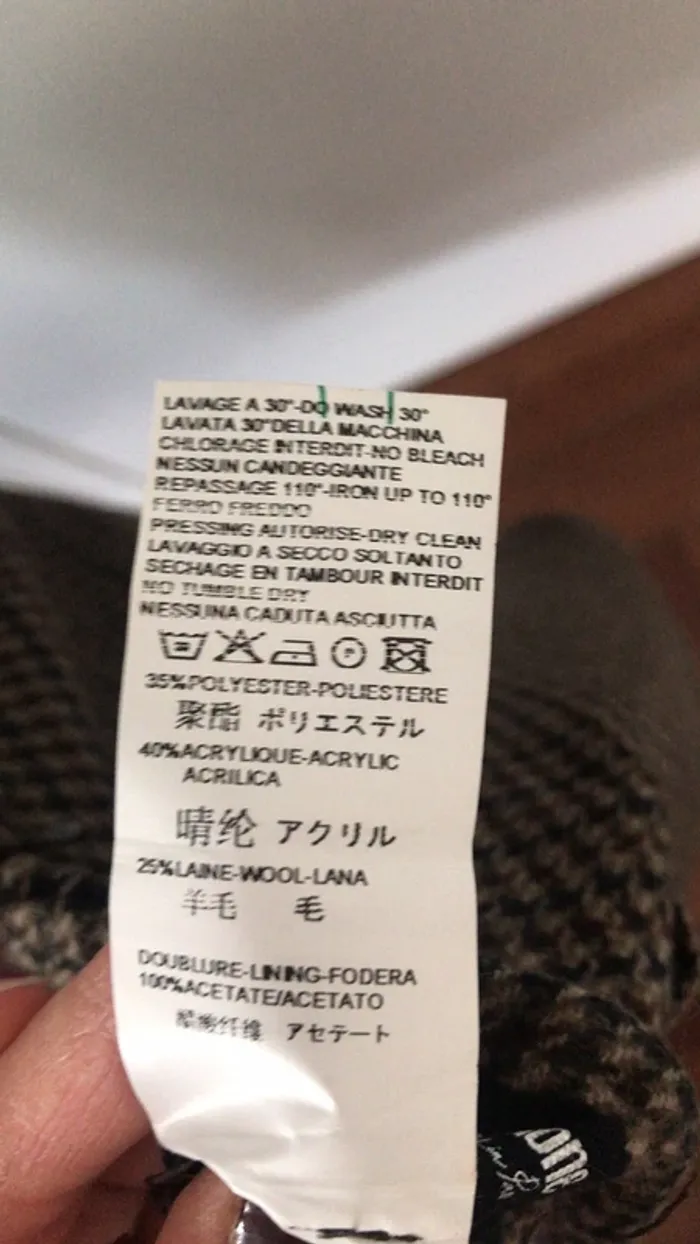 LAVAGE A 30°-DO WASH 30°
LAVATA 30°DELLA MACCHINA
CHLORAGE INTERDIT-NO BLEACH
NESSUN CANDEGGIANTE
REPASSAGE 110°-IRON UP TO 110°
FERRO FREDDO
PRESSING AUTORISE-DRY CLEAN
LAVAGGIO A SECCO SOLTANTO
SECHAGE EN TAMBOUR INTERDIT
NO TUMBLE DRY
NESSUNA CADUTA ASCIUTTA
P
35%POLYESTER-POLIESTERE
聚酯 ポリエステル
40%ACRYLIQUE-ACRYLIC
ACRILICA
晴纶 アクリル
25%LAINE-WOOL-LANA
羊毛 毛
DOUBLURE-LINING-FODERA
100%ACETATE/ACETATO
醋酸纤维 アセテート